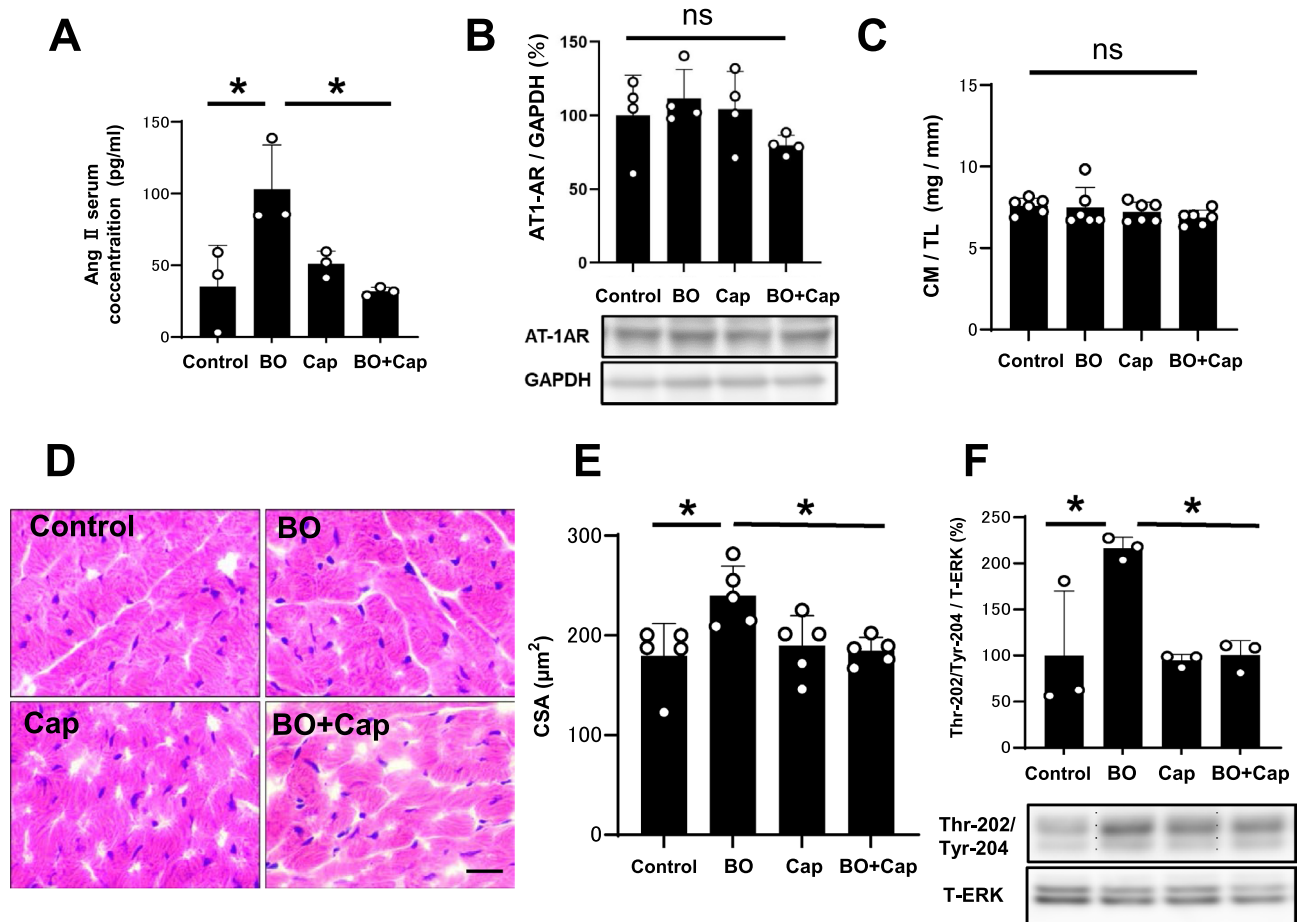 A
*
*
Ang Ⅱ serum
coccentraition (pg/ml)
150
100
50
0
Control BO Cap BO+Cap
B
ns
AT1-AR / GAPDH (%)
150
100
50
0
Control BO Cap BO+Cap
AT-1AR
GAPDH
C
ns
CM / TL (mg / mm)
15
10
5
0
Control BO Cap BO+Cap
D
Control
BO
Cap
BO+Cap
E
*
*
CSA (µm²)
300
200
100
0
Control BO Cap BO+Cap
F
*
*
Thr-202/Tyr-204 / T-ERK (%)
250
200
150
100
50
0
Control BO Cap BO+Cap
Thr-202/
Tyr-204
T-ERK